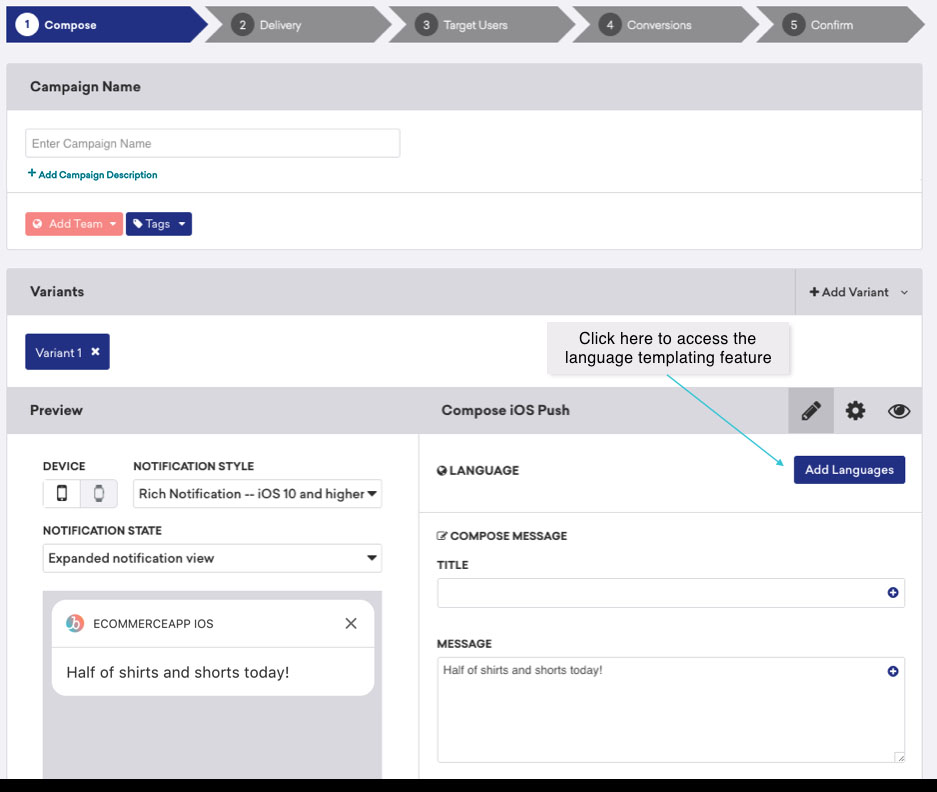 1 Compose
2 Delivery
3 Target Users
4 Conversions
5 Confirm
Campaign Name
Enter Campaign Name
+ Add Campaign Description
Add Team
Tags
Variants
+ Add Variant
Variant 1 ×
Click here to access the
language templating feature
Preview
Compose iOS Push
DEVICE
NOTIFICATION STYLE
Rich Notification -- iOS 10 and higher
NOTIFICATION STATE
Expanded notification view
ECOMMERCEAPP IOS
Half of shirts and shorts today!
LANGUAGE
Add Languages
COMPOSE MESSAGE
TITLE
MESSAGE
Half of shirts and shorts today!